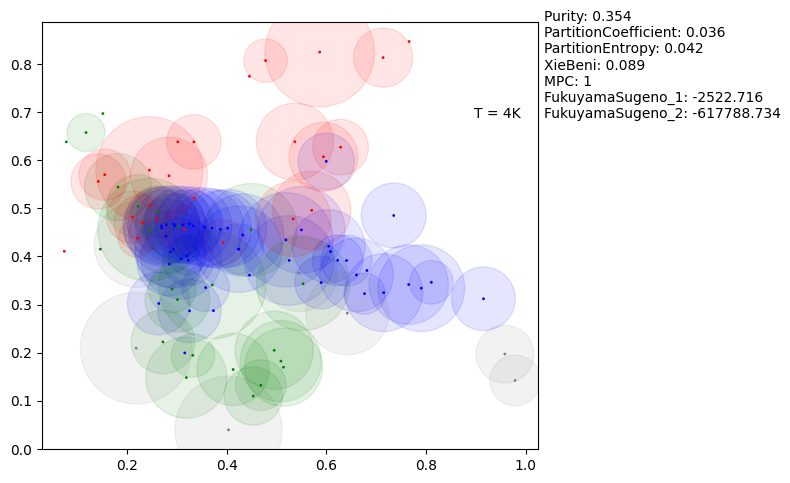 Purity: 0.354
PartitionCoefficient: 0.036
PartitionEntropy: 0.042
XieBeni: 0.089
MPC: 1
FukuyamaSugeno_1: -2522.716
FukuyamaSugeno_2: -617788.734
T = 4K
0.8
0.7
0.6
0.5
0.4
0.3
0.2
0.1
0.0
0.2 0.4 0.6 0.8 1.0